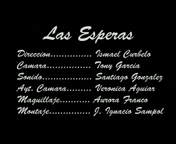 Las Esperas
Direccion............... Ismael Curbelo
Camara................. Tony Garcia
Sonido................. Santiago Gonzalez
Ayt. Camara........ Veronica Aguiar
Maquillaje........... Aurora Franco
Montaje............... J. Ignacio Sampol